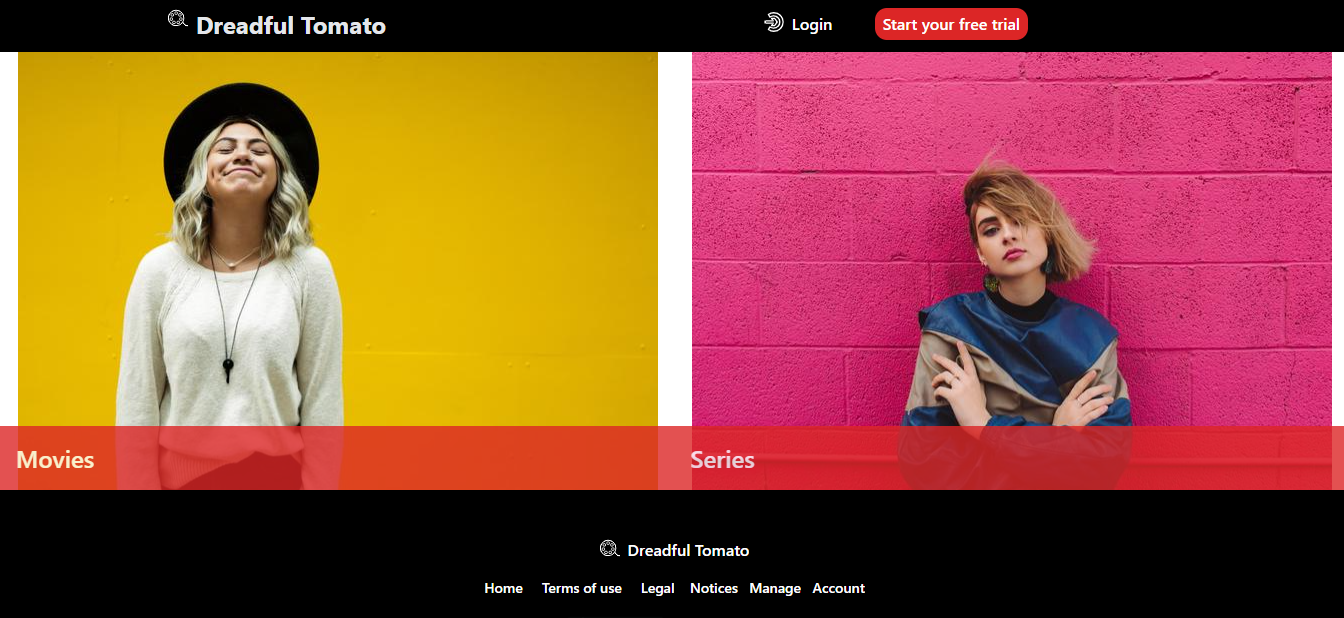 Dreadful Tomato Login Start your free trial
Movies Series
Dreadful Tomato
Home Terms of use Legal Notices Manage Account